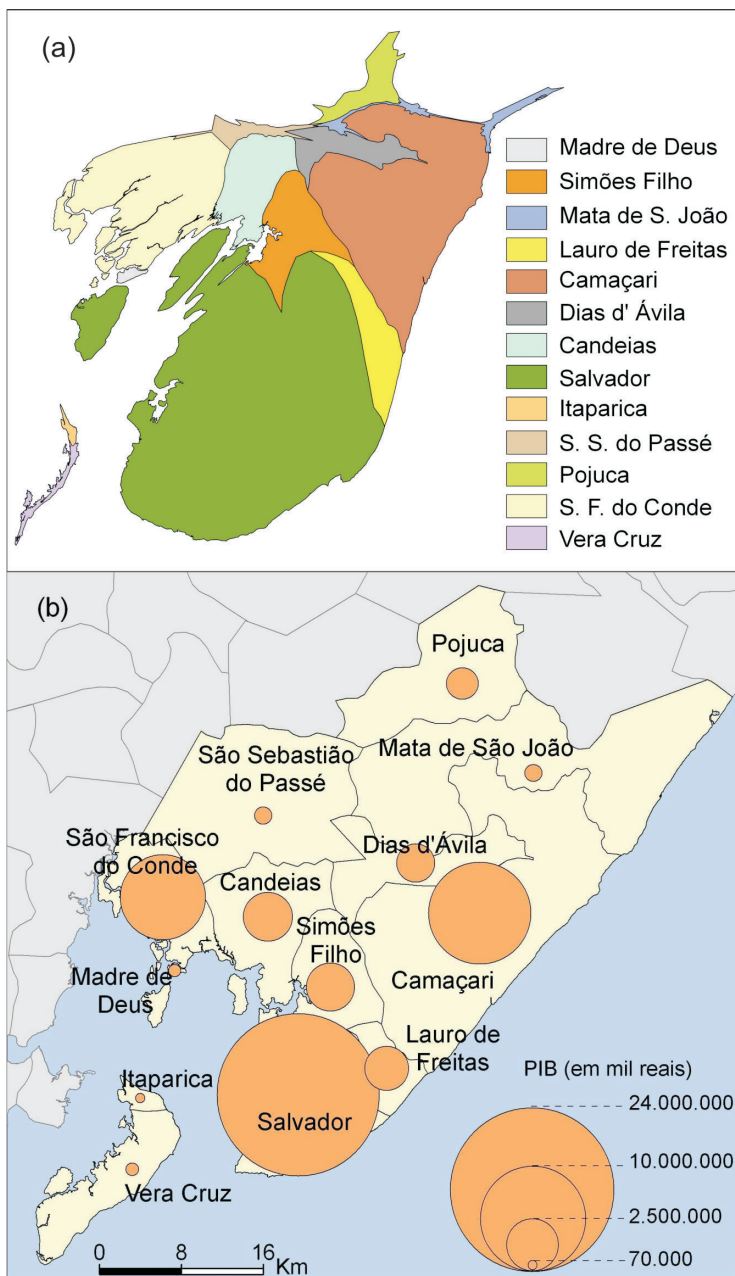 (a)
Madre de Deus
Simões Filho
Mata de S. João
Lauro de Freitas
Camaçari
Dias d' Ávila
Candeias
Salvador
Itaparica
S. S. do Passé
Pojuca
S. F. do Conde
Vera Cruz
(b)
Pojuca
Mata de São João
São Sebastião
do Passé
São Francisco
do Conde
Dias d'Ávila
Candeias
Simões
Filho
Camaçari
Madre de
Deus
Lauro de
Freitas
Itaparica
Salvador
Vera Cruz
PIB (em mil reais)
24.000.000
10.000.000
2.500.000
70.000
0 8 16
Km